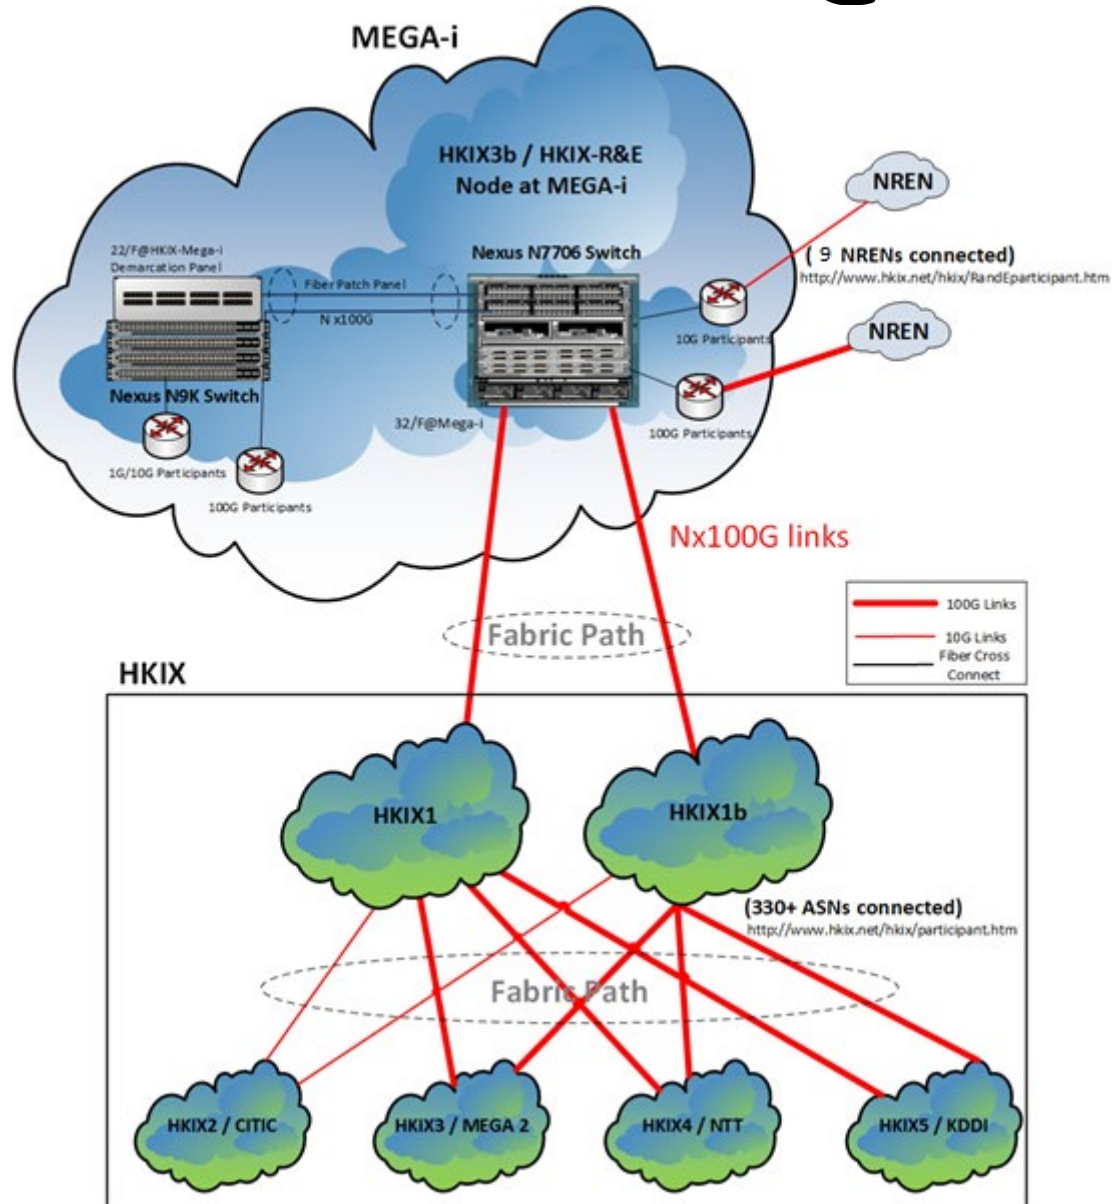 MEGA-i
HKIX3b / HKIX-R&E
Node at MEGA-i
NREN
( 9 NRENs connected)
http://www.hkix.net/hkix/RandEparticipant.htm
22/F@HKIX-Mega-i
Demarcation Panel
Nexus N7706 Switch
Fiber Patch Panel
N x100G
10G Participants
NREN
Nexus N9K Switch
32/F@Mega-i
100G Participants
1G/10G Participants
100G Participants
Nx100G links
100G Links
10G Links
Fiber Cross
Connect
Fabric Path
HKIX
HKIX1
HKIX1b
(330+ ASNs connected)
http://www.hkix.net/hkix/participant.htm
Fabric Path
HKIX2 / CITIC
HKIX3 / MEGA 2
HKIX4 / NTT
HKIX5 / KDDI